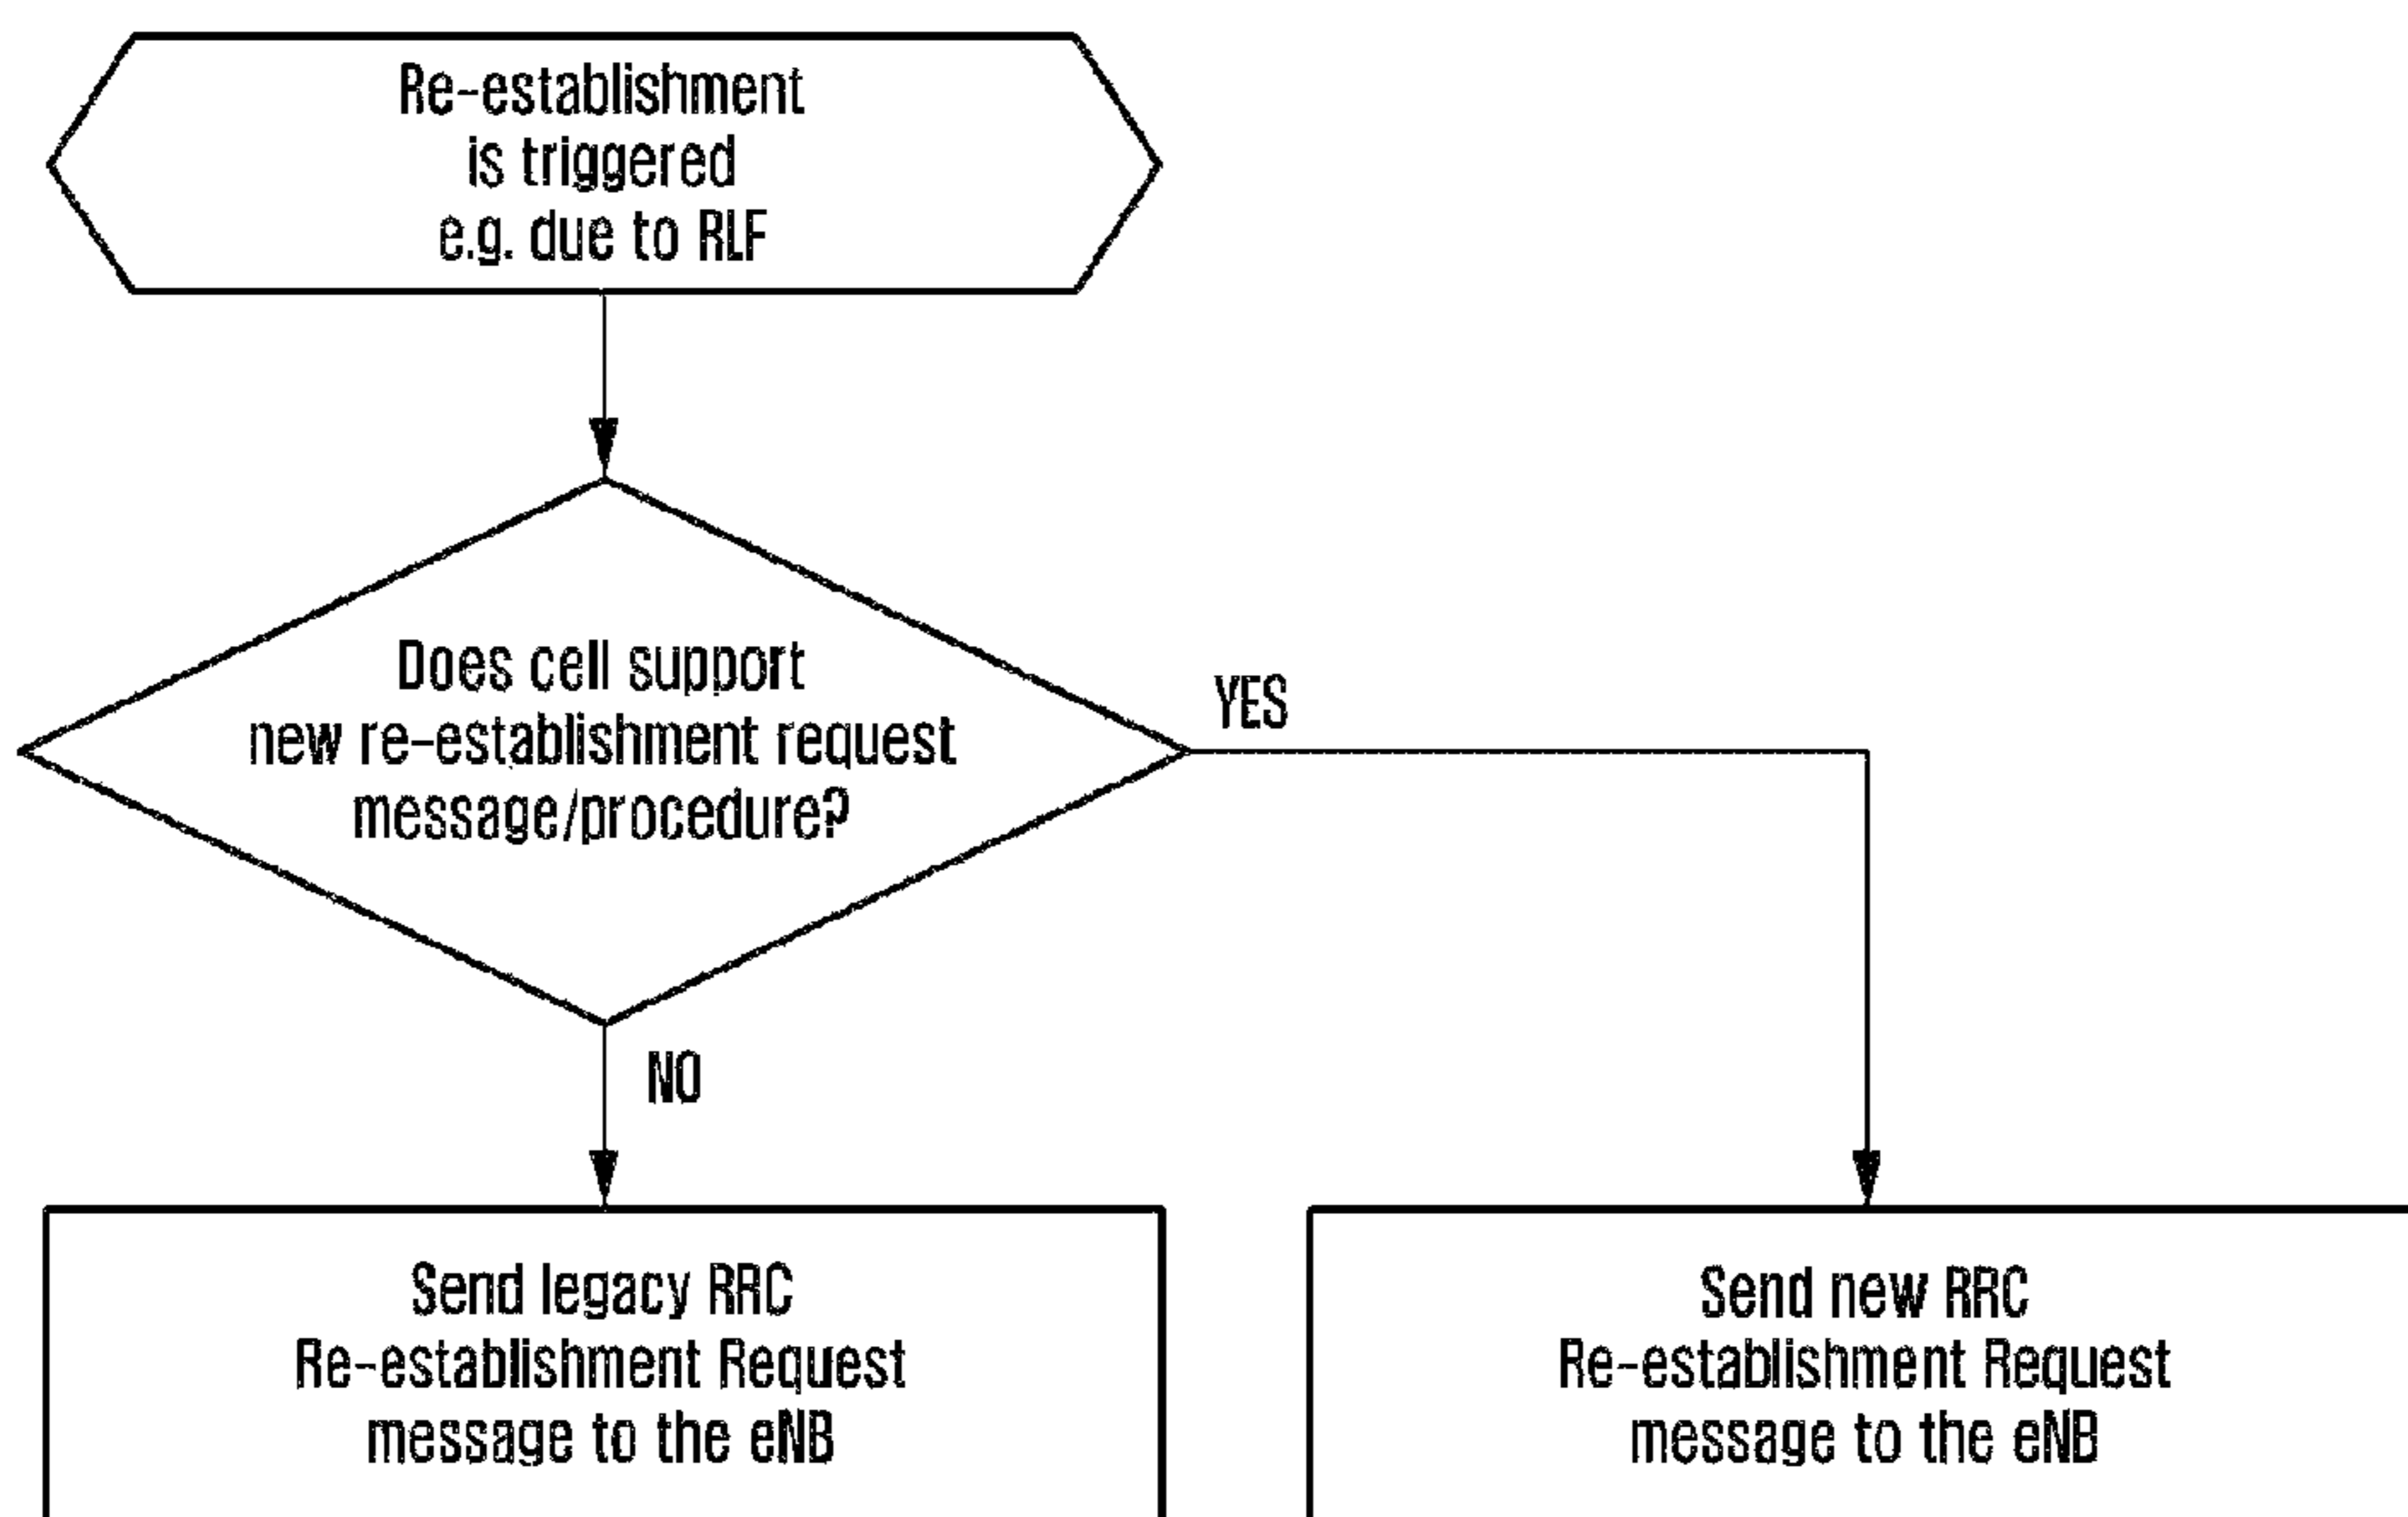 Re-establishment
is triggered
e.g. due to RLF
Does cell support
new re-establishment request
message/procedure?
YES
NO
Send legacy RRC
Re-establishment Request
message to the eNB
Send new RRC
Re-establishment Request
message to the eNB